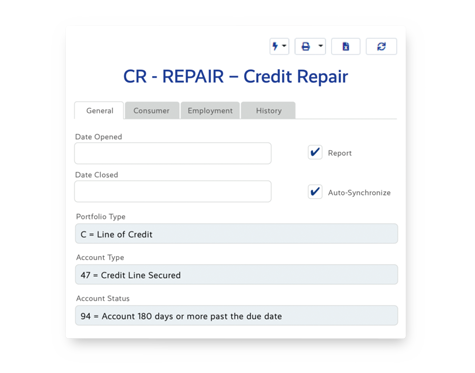 CR - REPAIR – Credit Repair
General Consumer Employment History
Date Opened
Report
Date Closed
Auto-Synchronize
Portfolio Type
C = Line of Credit
Account Type
47 = Credit Line Secured
Account Status
94 = Account 180 days or more past the due date